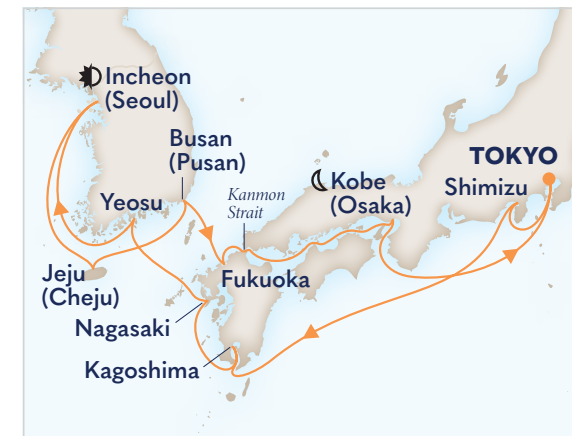 Incheon
(Seoul)
Busan
(Pusan)
TOKYO
Kobe
(Osaka)
Shimizu
Yeosu
Kanmon
Strait
Jeju
(Cheju)
Fukuoka
Nagasaki
Kagoshima